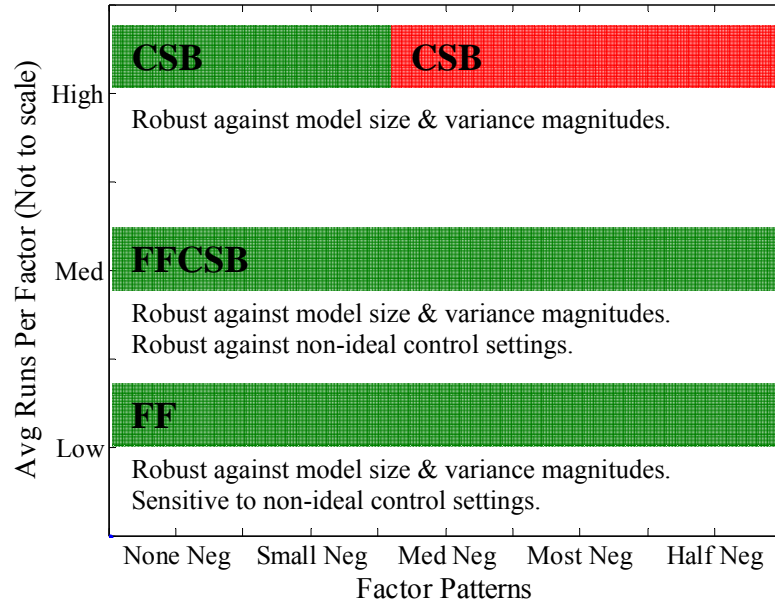 CSB CSB
High
Robust against model size & variance magnitudes.
FFCSB
Med
Robust against model size & variance magnitudes.
Robust against non-ideal control settings.
FF
Low
Robust against model size & variance magnitudes.
Sensitive to non-ideal control settings.
None Neg Small Neg Med Neg Most Neg Half Neg
Factor Patterns
Avg Runs Per Factor (Not to scale)